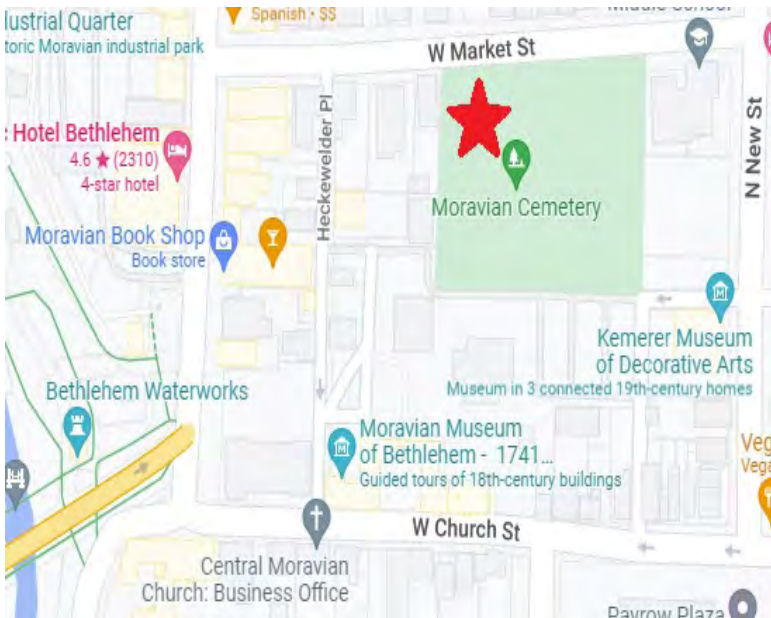 Spanish • $$
Middle School
dustrial Quarter
toric Moravian industrial park
W Market St
c Hotel Bethlehem
4.6 ★ (2310)
4-star hotel
Heckewelder Pl
N New St
Moravian Cemetery
Moravian Book Shop
Book store
Kemerer Museum
of Decorative Arts
Museum in 3 connected 19th-century homes
Bethlehem Waterworks
Moravian Museum
of Bethlehem - 1741...
Guided tours of 18th-century buildings
Veg
Vega
W Church St
Central Moravian
Church: Business Office
Payrow Plaza